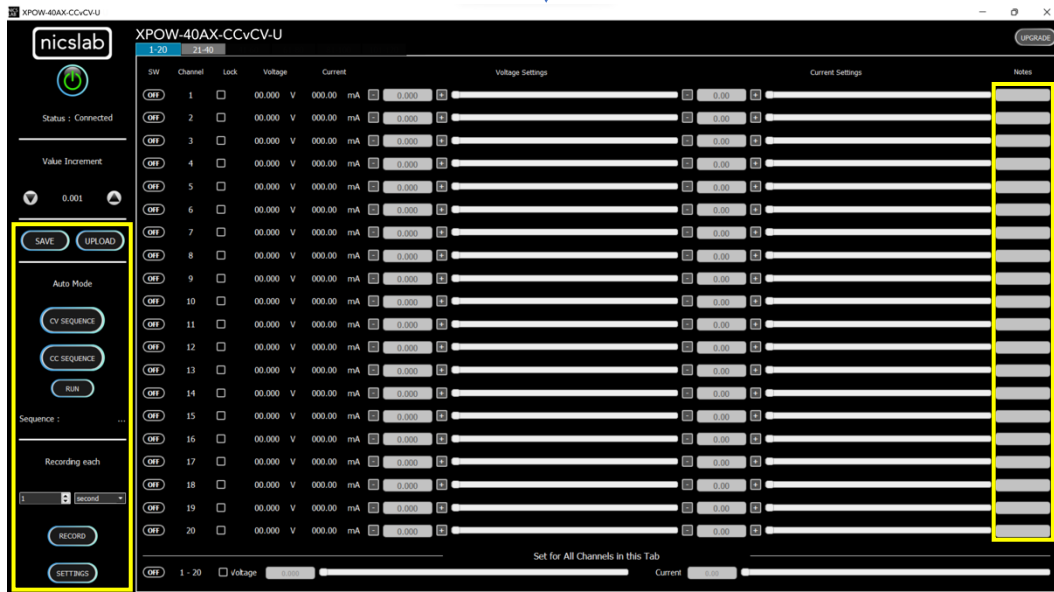 XPOW-40AX-CCvCV-U
nicslab
XPOW-40AX-CCvCV-U
UPGRADE
1-20 21-40
SW Channel Lock Voltage Current Voltage Settings Current Settings Notes
OFF 1 00.000 V 000.00 mA - 0.000 + - 0.00 +
OFF 2 00.000 V 000.00 mA - 0.000 + - 0.00 +
OFF 3 00.000 V 000.00 mA - 0.000 + - 0.00 +
OFF 4 00.000 V 000.00 mA - 0.000 + - 0.00 +
OFF 5 00.000 V 000.00 mA - 0.000 + - 0.00 +
OFF 6 00.000 V 000.00 mA - 0.000 + - 0.00 +
OFF 7 00.000 V 000.00 mA - 0.000 + - 0.00 +
OFF 8 00.000 V 000.00 mA - 0.000 + - 0.00 +
OFF 9 00.000 V 000.00 mA - 0.000 + - 0.00 +
OFF 10 00.000 V 000.00 mA - 0.000 + - 0.00 +
OFF 11 00.000 V 000.00 mA - 0.000 + - 0.00 +
OFF 12 00.000 V 000.00 mA - 0.000 + - 0.00 +
OFF 13 00.000 V 000.00 mA - 0.000 + - 0.00 +
OFF 14 00.000 V 000.00 mA - 0.000 + - 0.00 +
OFF 15 00.000 V 000.00 mA - 0.000 + - 0.00 +
OFF 16 00.000 V 000.00 mA - 0.000 + - 0.00 +
OFF 17 00.000 V 000.00 mA - 0.000 + - 0.00 +
OFF 18 00.000 V 000.00 mA - 0.000 + - 0.00 +
OFF 19 00.000 V 000.00 mA - 0.000 + - 0.00 +
OFF 20 00.000 V 000.00 mA - 0.000 + - 0.00 +
Set for All Channels in this Tab
OFF 1 - 20 Voltage 0.000 Current 0.00
Status : Connected
Value Increment
0.001
SAVE UPLOAD
Auto Mode
CV SEQUENCE
CC SEQUENCE
RUN
Sequence : ...
Recording each
1 second
RECORD
SETTINGS